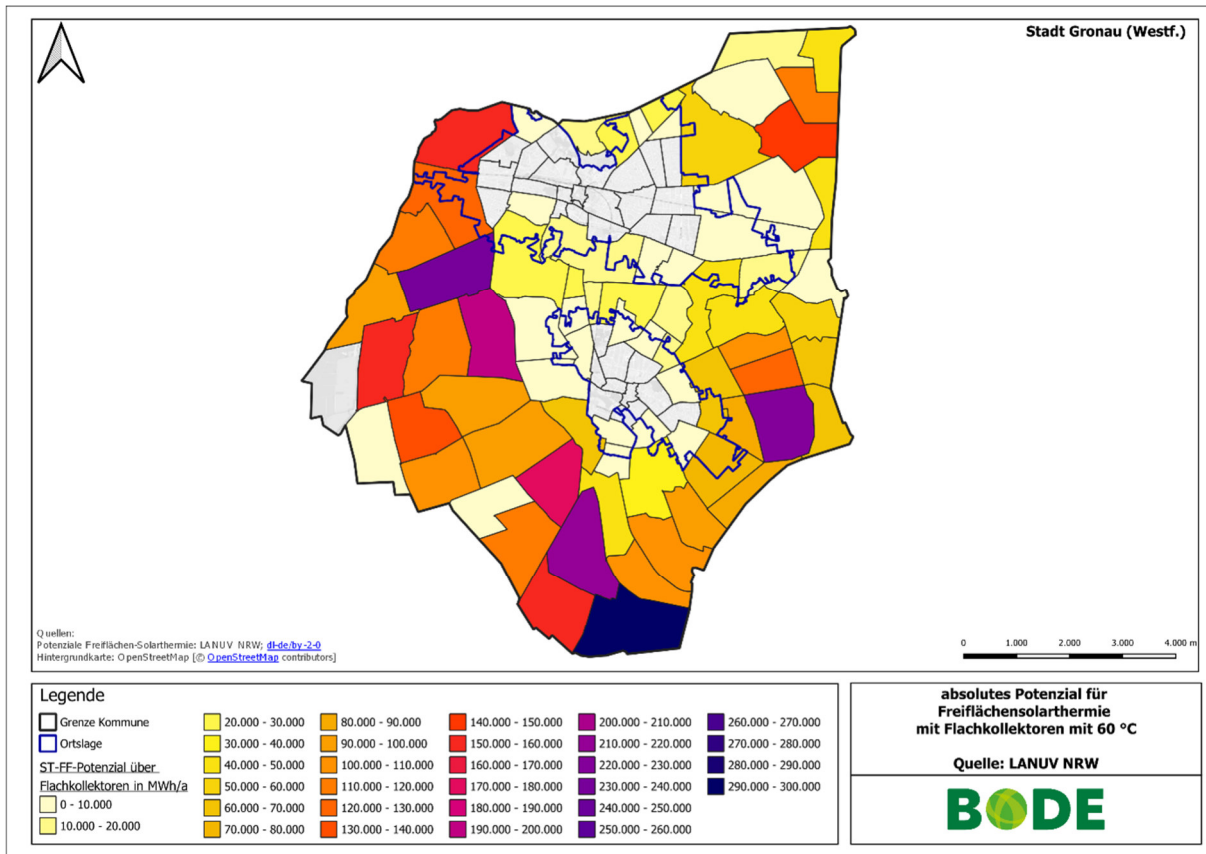 Stadt Gronau (Westf.)
Quellen:
Potenziale Freiflächen-Solarthermie: LANUV NRW; dl-de/by-2-0
Hintergrundkarte: OpenStreetMap [© OpenStreetMap contributors]
0 1.000 2.000 3.000 4.000 m
Legende
Grenze Kommune
Ortslage
ST-FF-Potenzial über
Flachkollektoren in MWh/a
0 - 10.000
10.000 - 20.000
20.000 - 30.000
30.000 - 40.000
40.000 - 50.000
50.000 - 60.000
60.000 - 70.000
70.000 - 80.000
80.000 - 90.000
90.000 - 100.000
100.000 - 110.000
110.000 - 120.000
120.000 - 130.000
130.000 - 140.000
140.000 - 150.000
150.000 - 160.000
160.000 - 170.000
170.000 - 180.000
180.000 - 190.000
190.000 - 200.000
200.000 - 210.000
210.000 - 220.000
220.000 - 230.000
230.000 - 240.000
240.000 - 250.000
250.000 - 260.000
260.000 - 270.000
270.000 - 280.000
280.000 - 290.000
290.000 - 300.000
absolutes Potenzial für
Freiflächensolarthermie
mit Flachkollektoren mit 60 °C
Quelle: LANUV NRW
BODE